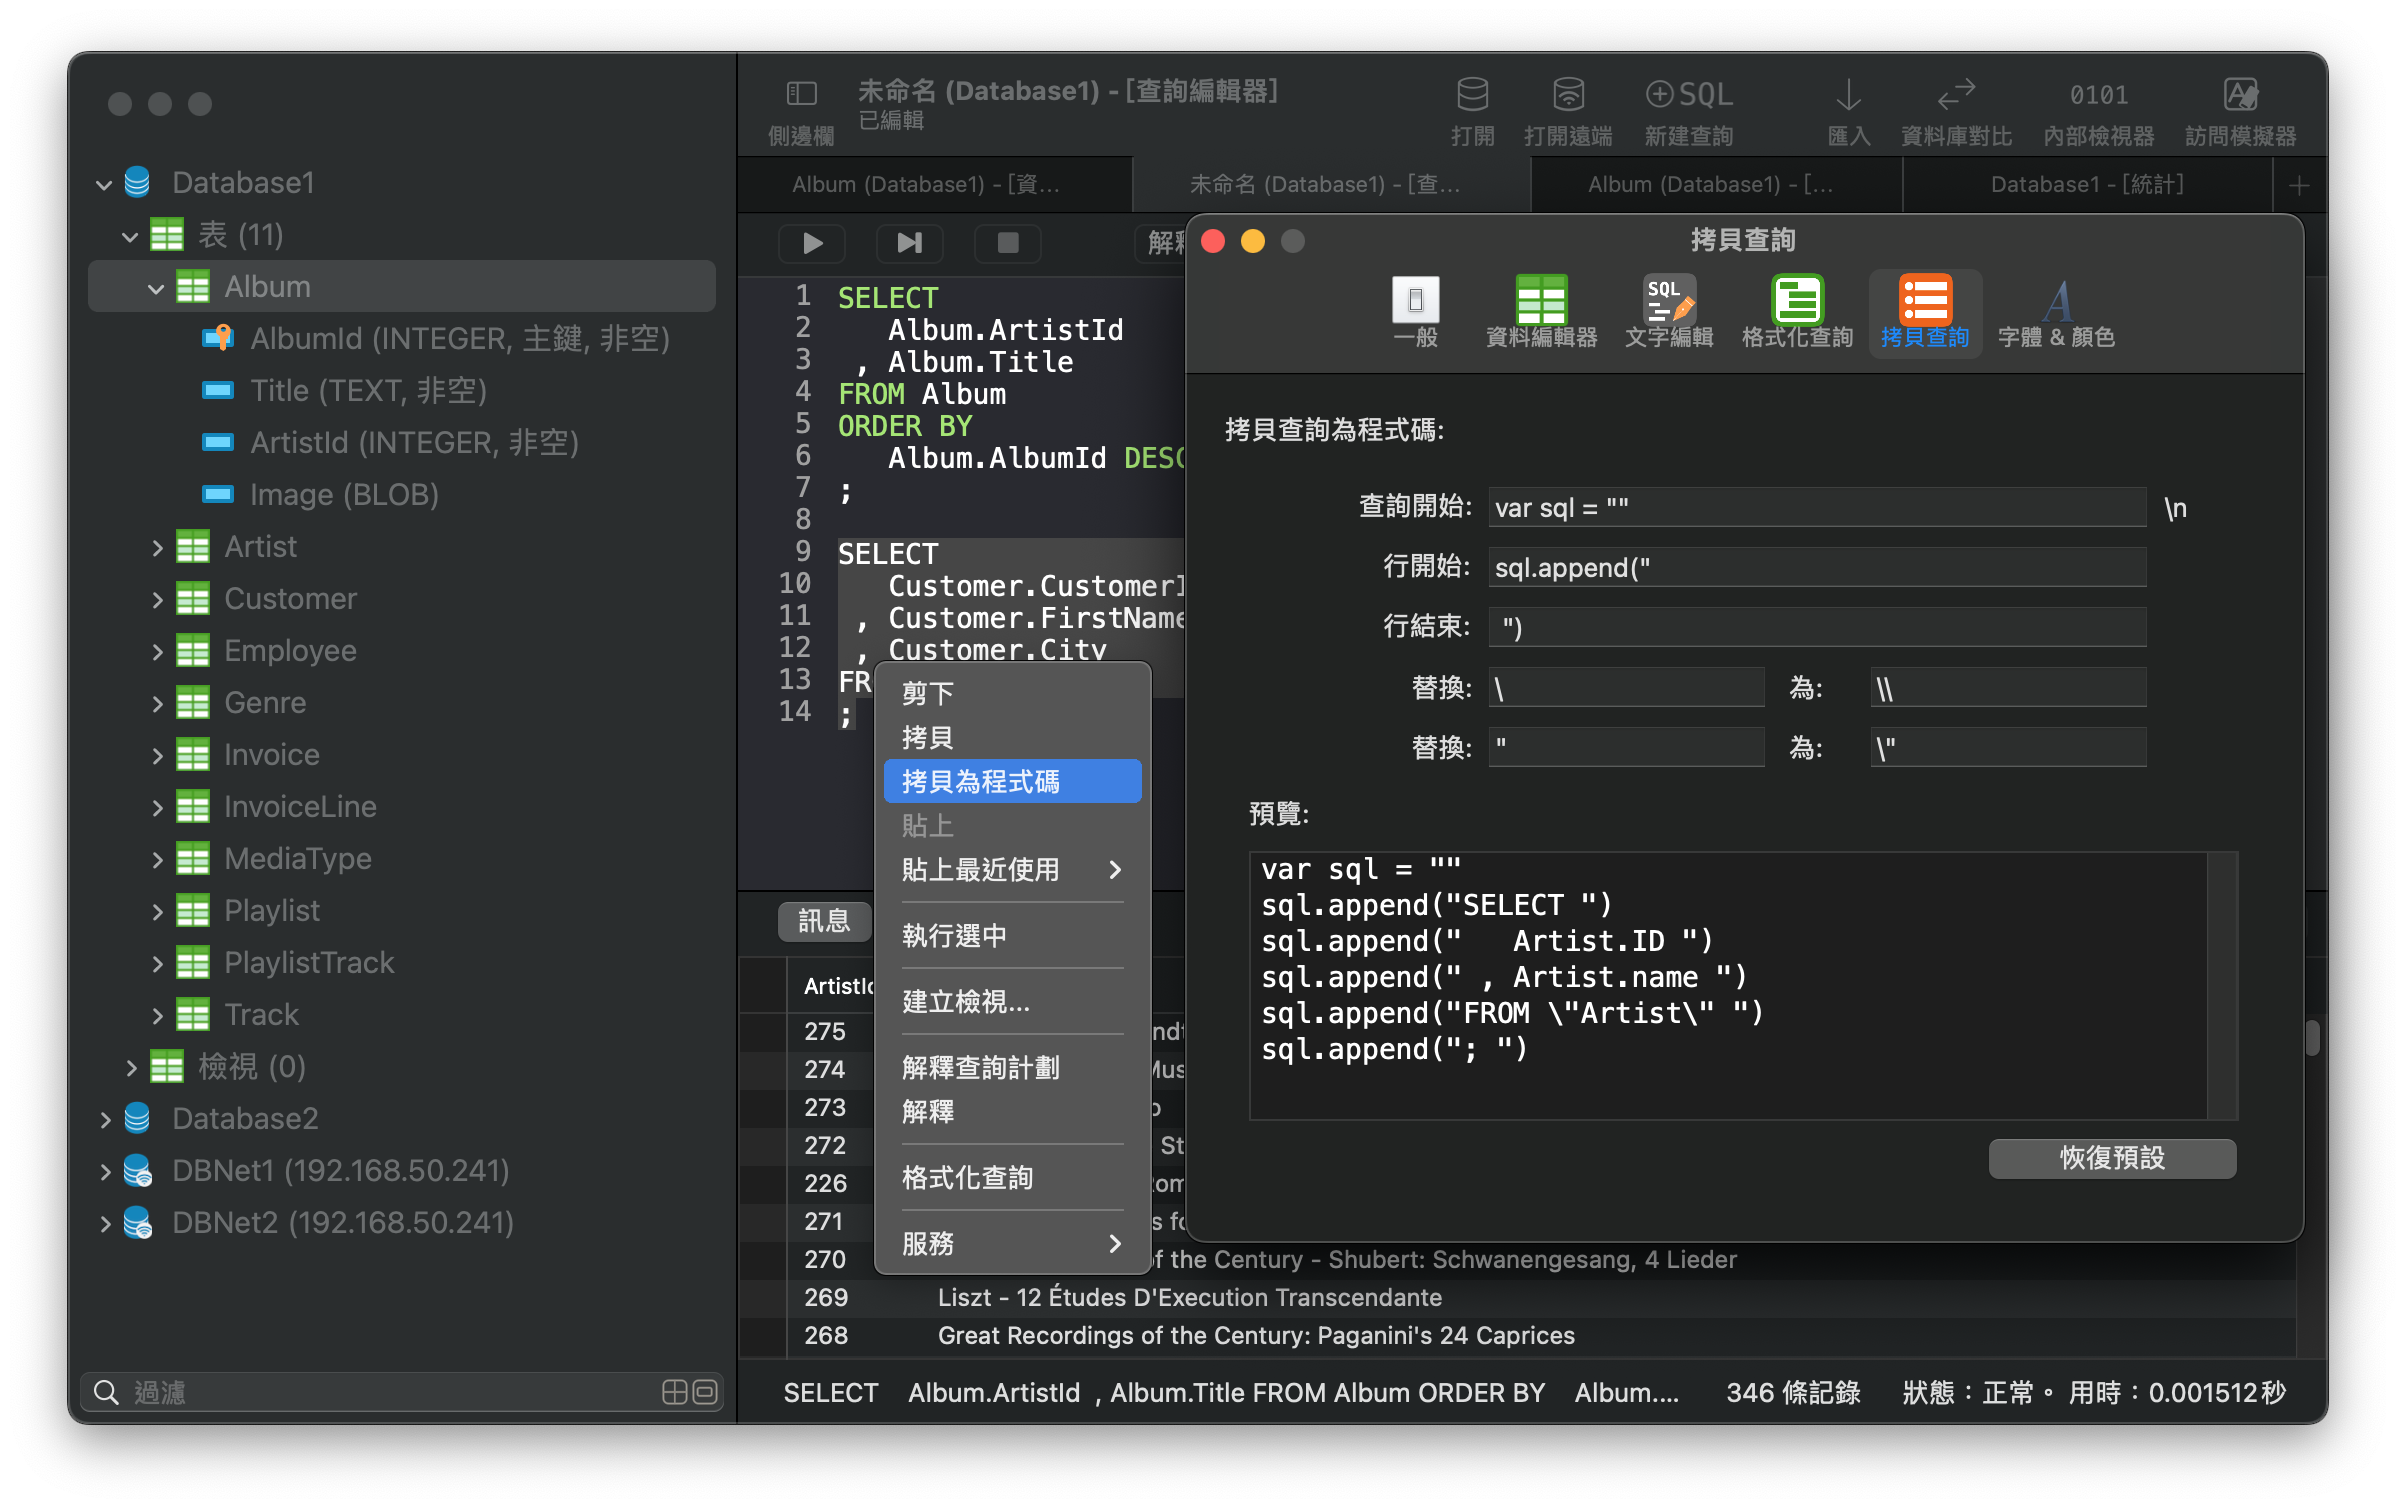 未命名 (Database1) - [查詢編輯器]
已編輯
側邊欄
打開
打開遠端
SQL
新建查詢
匯入
資料庫對比
0101
內部檢視器
訪問模擬器
Database1
表 (11)
Album
AlbumId (INTEGER, 主鍵, 非空)
Title (TEXT, 非空)
ArtistId (INTEGER, 非空)
Image (BLOB)
Artist
Customer
Employee
Genre
Invoice
InvoiceLine
MediaType
Playlist
PlaylistTrack
Track
檢視 (0)
Database2
DBNet1 (192.168.50.241)
DBNet2 (192.168.50.241)
過濾
Album (Database1) - [資...
未命名 (Database1) - [查...
Album (Database1) - [...
Database1 - [統計]
1 SELECT
2 Album.ArtistId
3 , Album.Title
4 FROM Album
5 ORDER BY
6 Album.AlbumId DESC
7 ;
8
9 SELECT
10 Customer.Customer
11 , Customer.FirstName
12 , Customer.City
13 FR
14 ;
剪下
拷貝
拷貝為程式碼
貼上
貼上最近使用
執行選中
建立檢視...
解釋查詢計劃
解釋
格式化查詢
服務
訊息
ArtistId
275
274
273
272 St
226
271
270 f the Century - Shubert: Schwanengesang, 4 Lieder
269 Liszt - 12 Études D'Execution Transcendante
268 Great Recordings of the Century: Paganini's 24 Caprices
SELECT Album.ArtistId , Album.Title FROM Album ORDER BY Album.... 346 條記錄 狀態：正常。 用時：0.001512秒
拷貝查詢
一般
資料編輯器
SQL
文字編輯
格式化查詢
拷貝查詢
字體 & 顏色
拷貝查詢為程式碼:
查詢開始: var sql = "" \n
行開始: sql.append("
行結束: ")
替換: \ 為: \\
替換: " 為: \"
預覽:
var sql = ""
sql.append("SELECT ")
sql.append("   Artist.ID ")
sql.append(" , Artist.name ")
sql.append("FROM \"Artist\" ")
sql.append("; ")
恢復預設